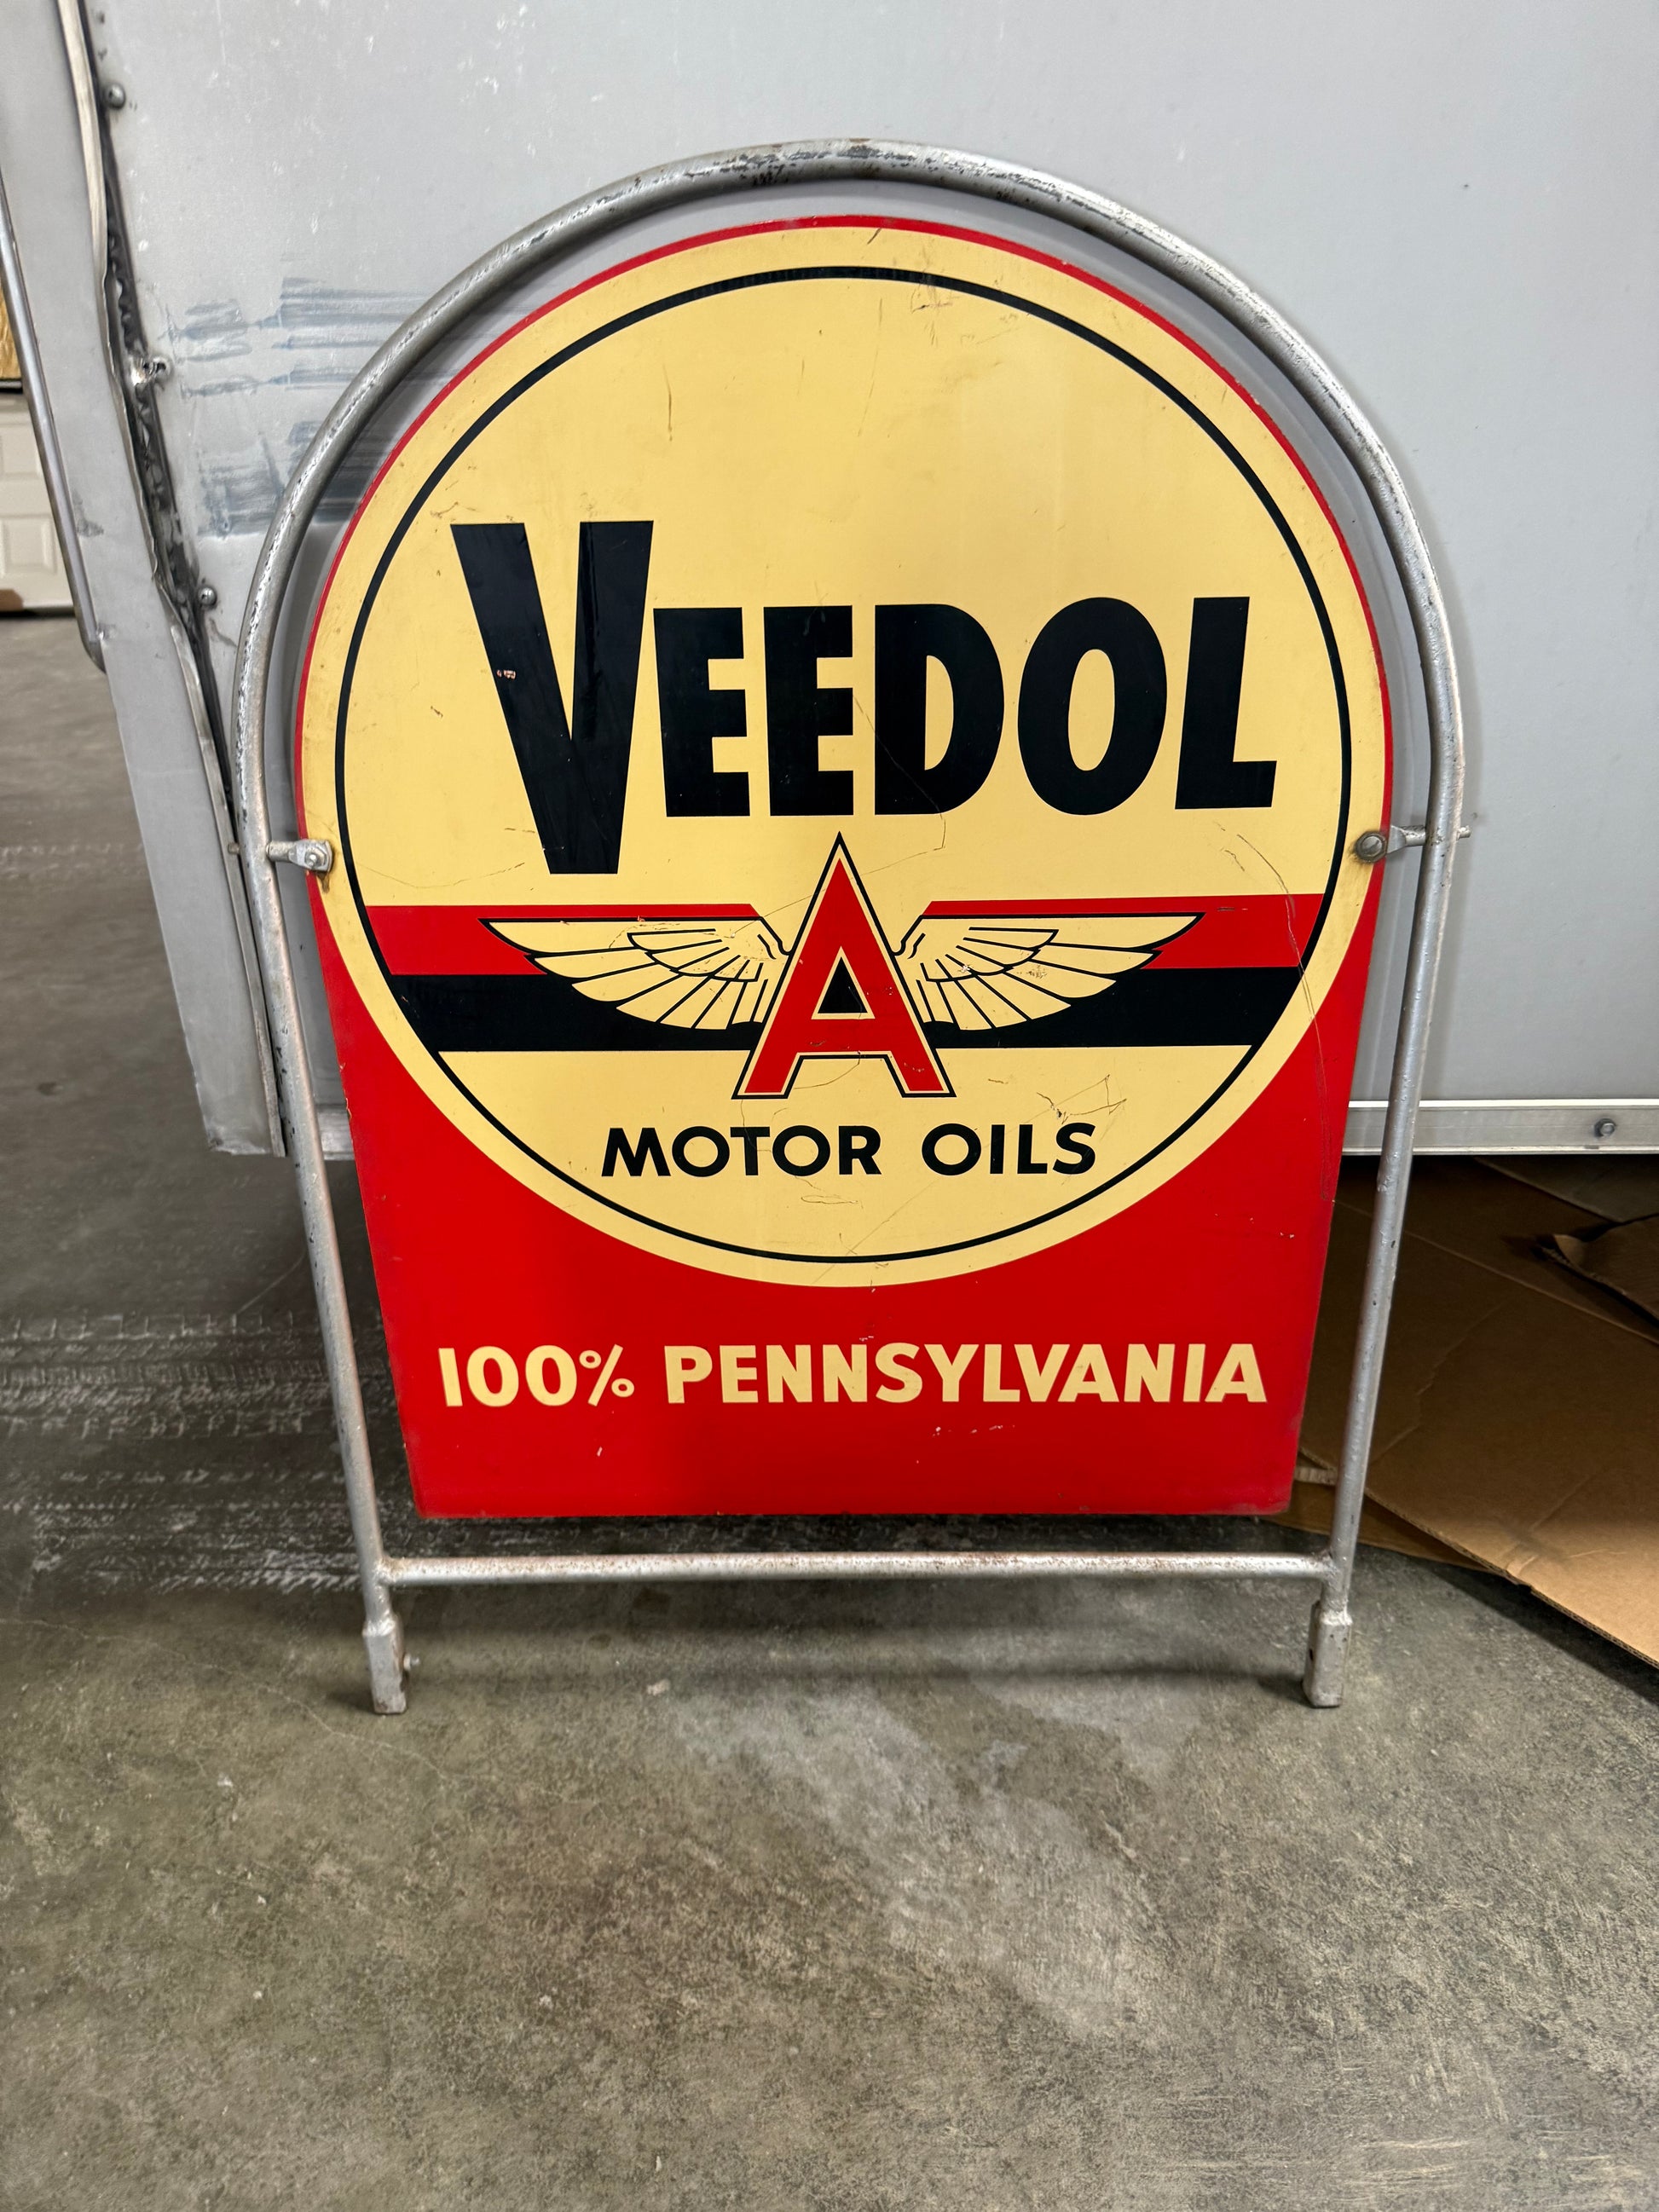 VEEDOL
A
MOTOR OILS
100% PENNSYLVANIA